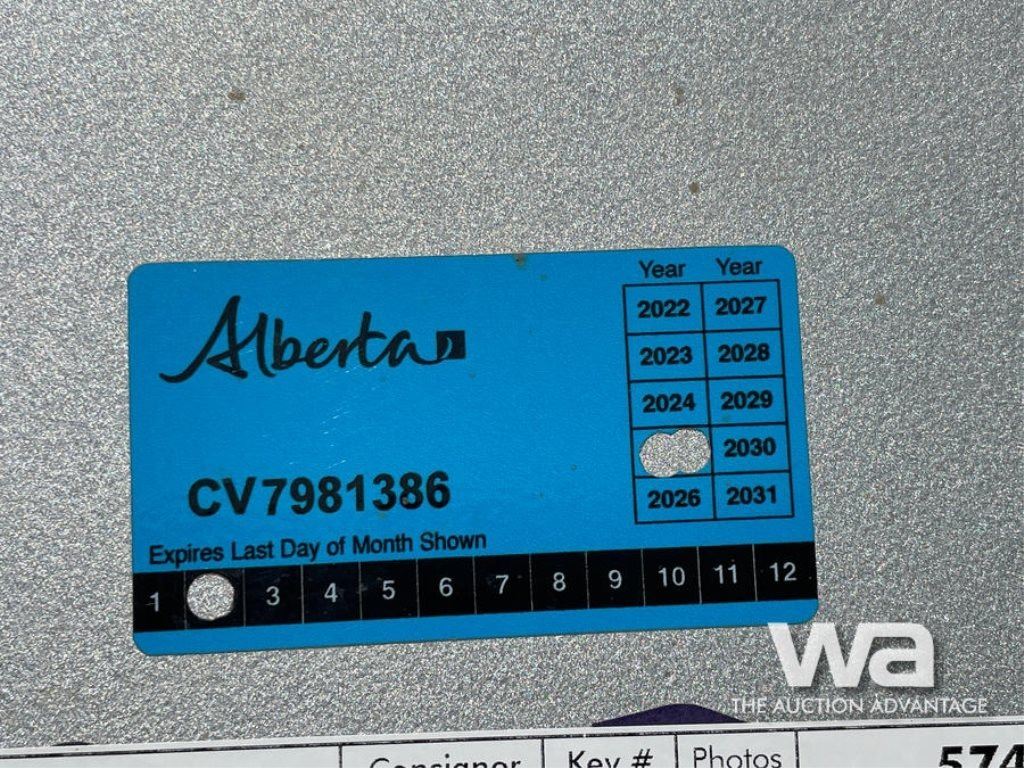 Year Year
2022 2027
Alberta
2023 2028
2024 2029
2030
CV7981386
2026 2031
Expires Last Day of Month Shown
1 3 4 5 6 7 8 9 10 11 12
wa
THE AUCTION ADVANTAGE
Consignor Key # Photos 574